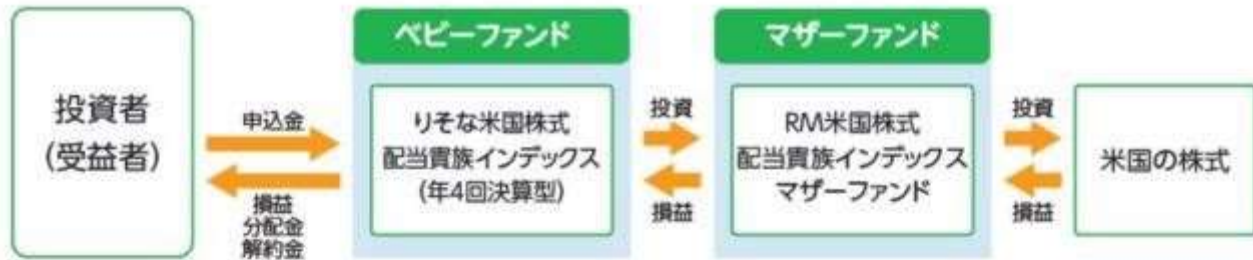 投資者
(受益者)
申込金
損益
分配金
解約金
ベビーファンド
りそな米国株式
配当貴族インデックス
(年4回決算型)
投資
損益
マザーファンド
RM米国株式
配当貴族インデックス
マザーファンド
投資
損益
米国の株式